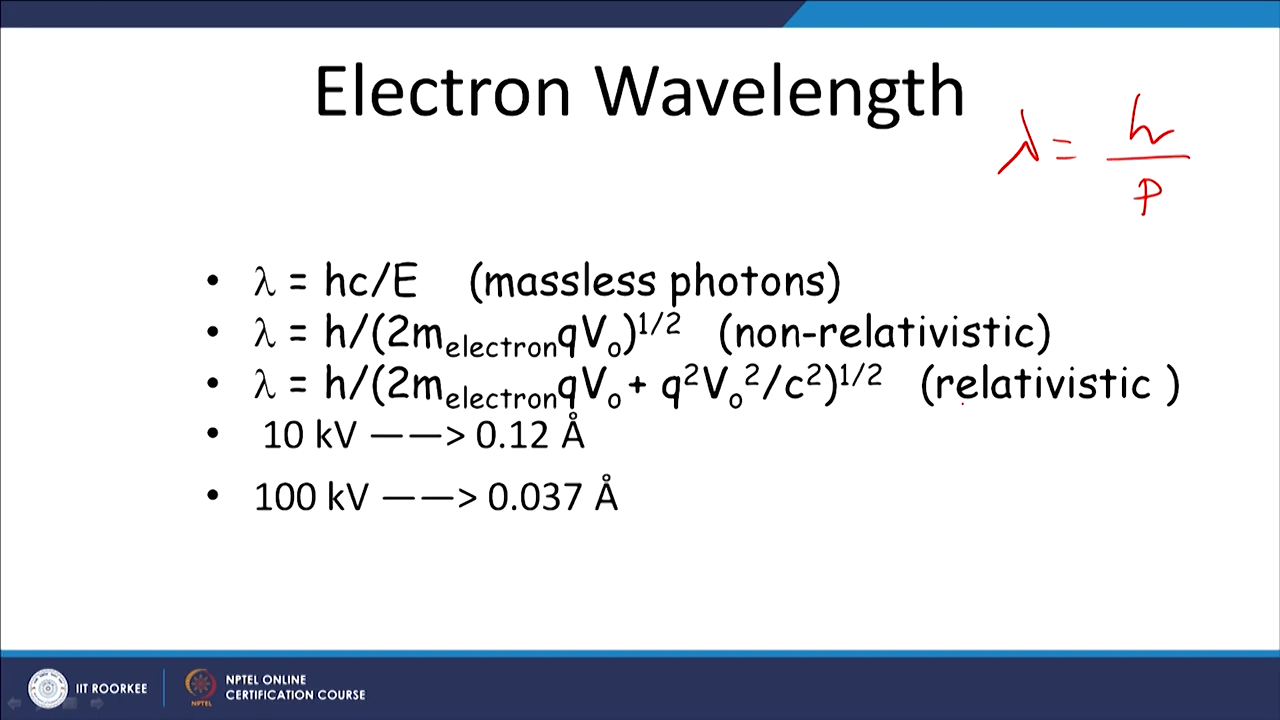 Electron Wavelength
λ = h/p
• λ = hc/E (massless photons)
• λ = h/(2m_electron qV_o)^1/2 (non-relativistic)
• λ = h/(2m_electron qV_o + q²V_o²/c²)^1/2 (relativistic )
• 10 kV ——> 0.12 Å
• 100 kV ——> 0.037 Å
IIT ROORKEE
NPTEL ONLINE
CERTIFICATION COURSE
NPTEL